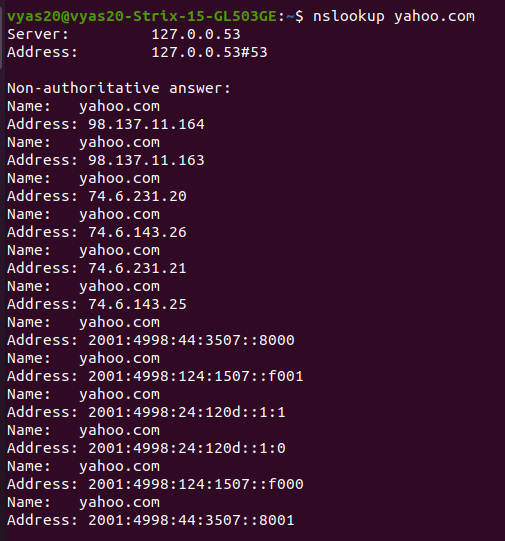 vyas20@vyas20-Strix-15-GL503GE:~$ nslookup yahoo.com
Server:         127.0.0.53
Address:        127.0.0.53#53

Non-authoritative answer:
Name:   yahoo.com
Address: 98.137.11.164
Name:   yahoo.com
Address: 98.137.11.163
Name:   yahoo.com
Address: 74.6.231.20
Name:   yahoo.com
Address: 74.6.143.26
Name:   yahoo.com
Address: 74.6.231.21
Name:   yahoo.com
Address: 74.6.143.25
Name:   yahoo.com
Address: 2001:4998:44:3507::8000
Name:   yahoo.com
Address: 2001:4998:124:1507::f001
Name:   yahoo.com
Address: 2001:4998:24:120d::1:1
Name:   yahoo.com
Address: 2001:4998:24:120d::1:0
Name:   yahoo.com
Address: 2001:4998:124:1507::f000
Name:   yahoo.com
Address: 2001:4998:44:3507::8001